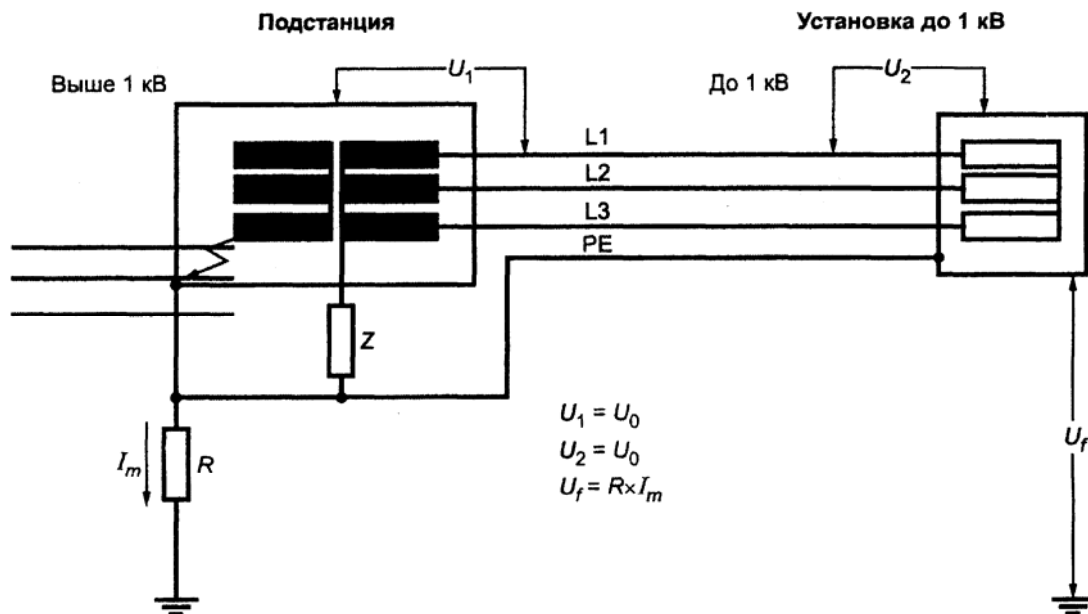 Подстанция
Установка до 1 кВ
Выше 1 кВ
U1
До 1 кВ
U2
L1
L2
L3
PE
Z
U1 = U0
U2 = U0
Uf = R×Im
Im
R
Uf